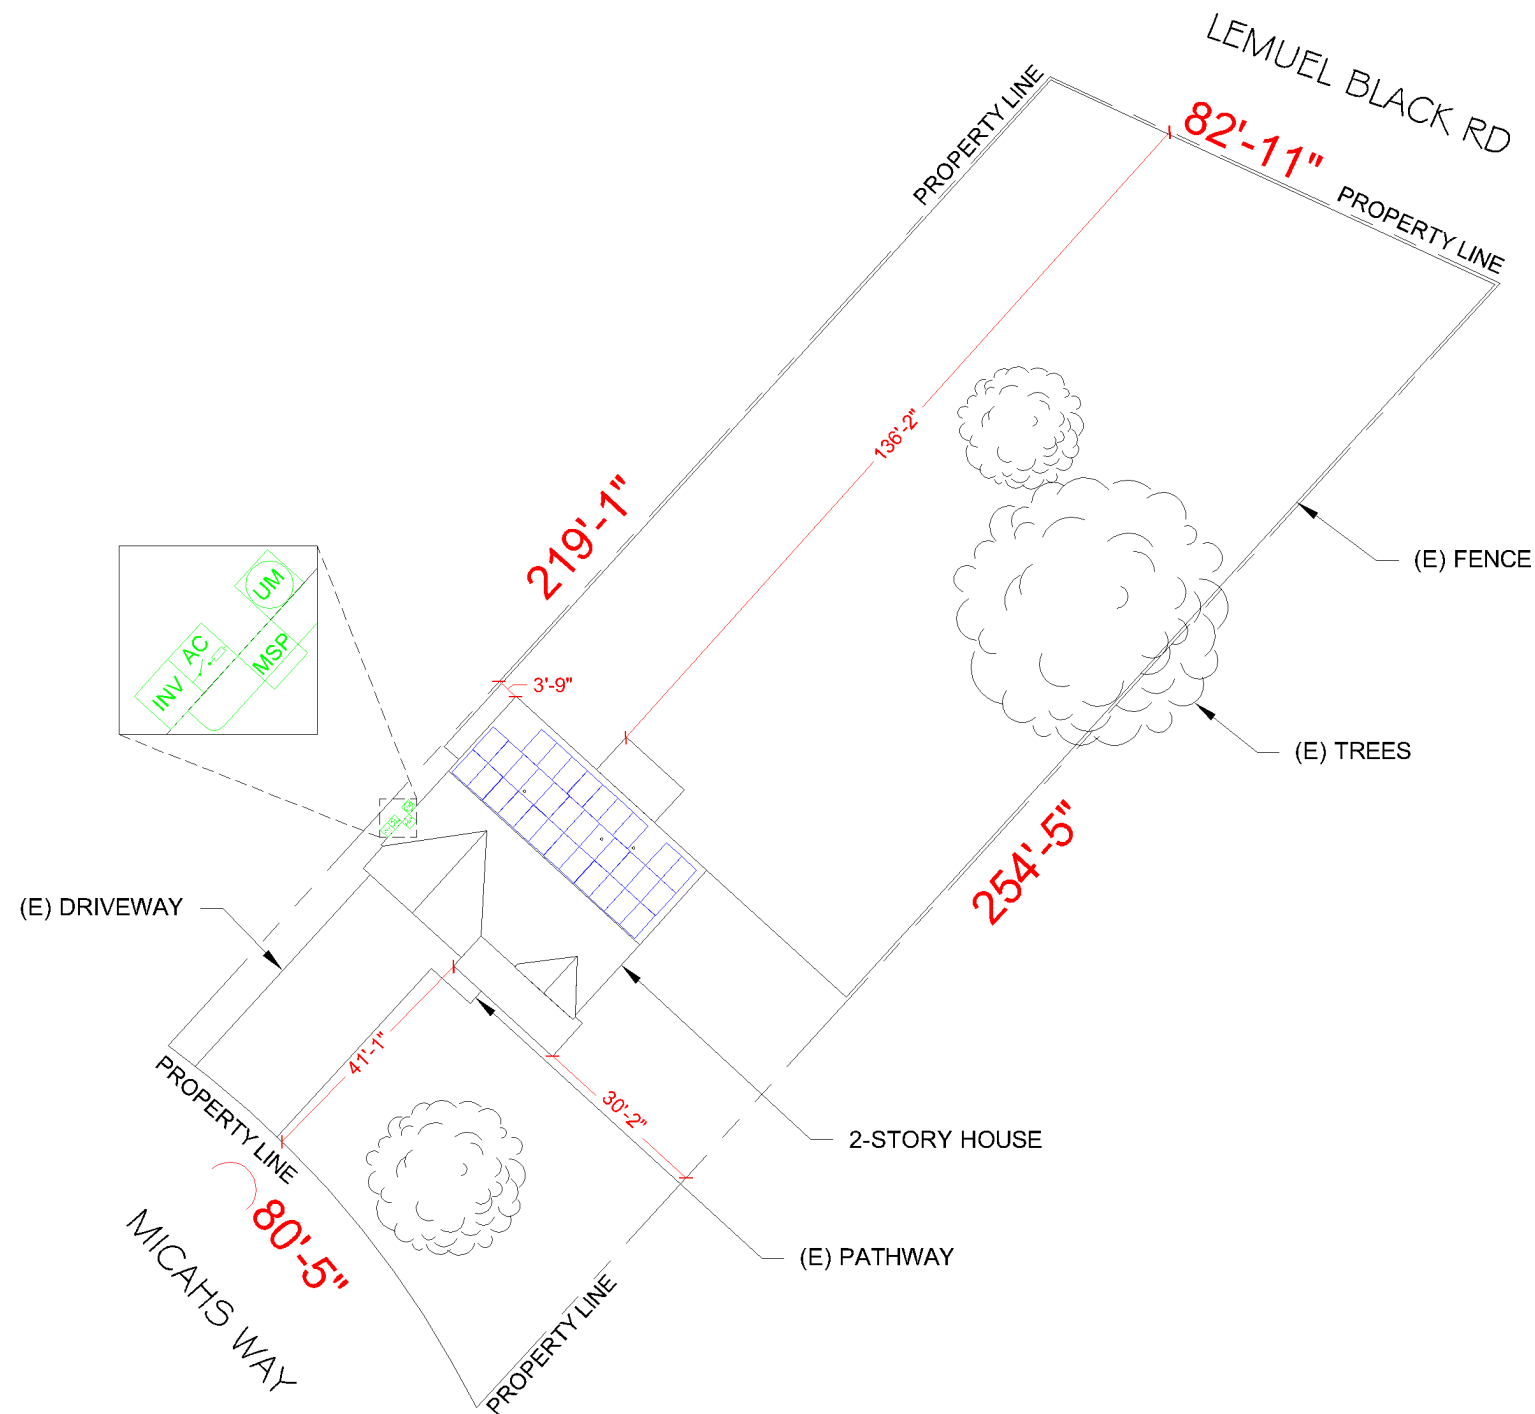 LEMUEL BLACK RD
PROPERTY LINE
82'-11"
PROPERTY LINE
136'-2"
219'-1"
(E) FENCE
UM
AC
MSP
INV
3'-9"
(E) TREES
254'-5"
(E) DRIVEWAY
41'-1"
30'-2"
2-STORY HOUSE
PROPERTY LINE
80'-5"
(E) PATHWAY
MICAHS WAY
PROPERTY LINE